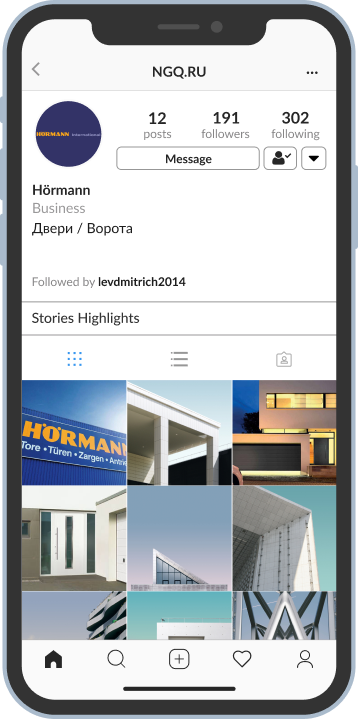 NGQ.RU
...
HÖRMANN
12
posts
191
followers
302
following
Message
Hörmann
Business
Двери / Ворота
Followed by levdmitrich2014
Stories Highlights
HÖRMANN
Tore • Türen • Zargen • Antrie